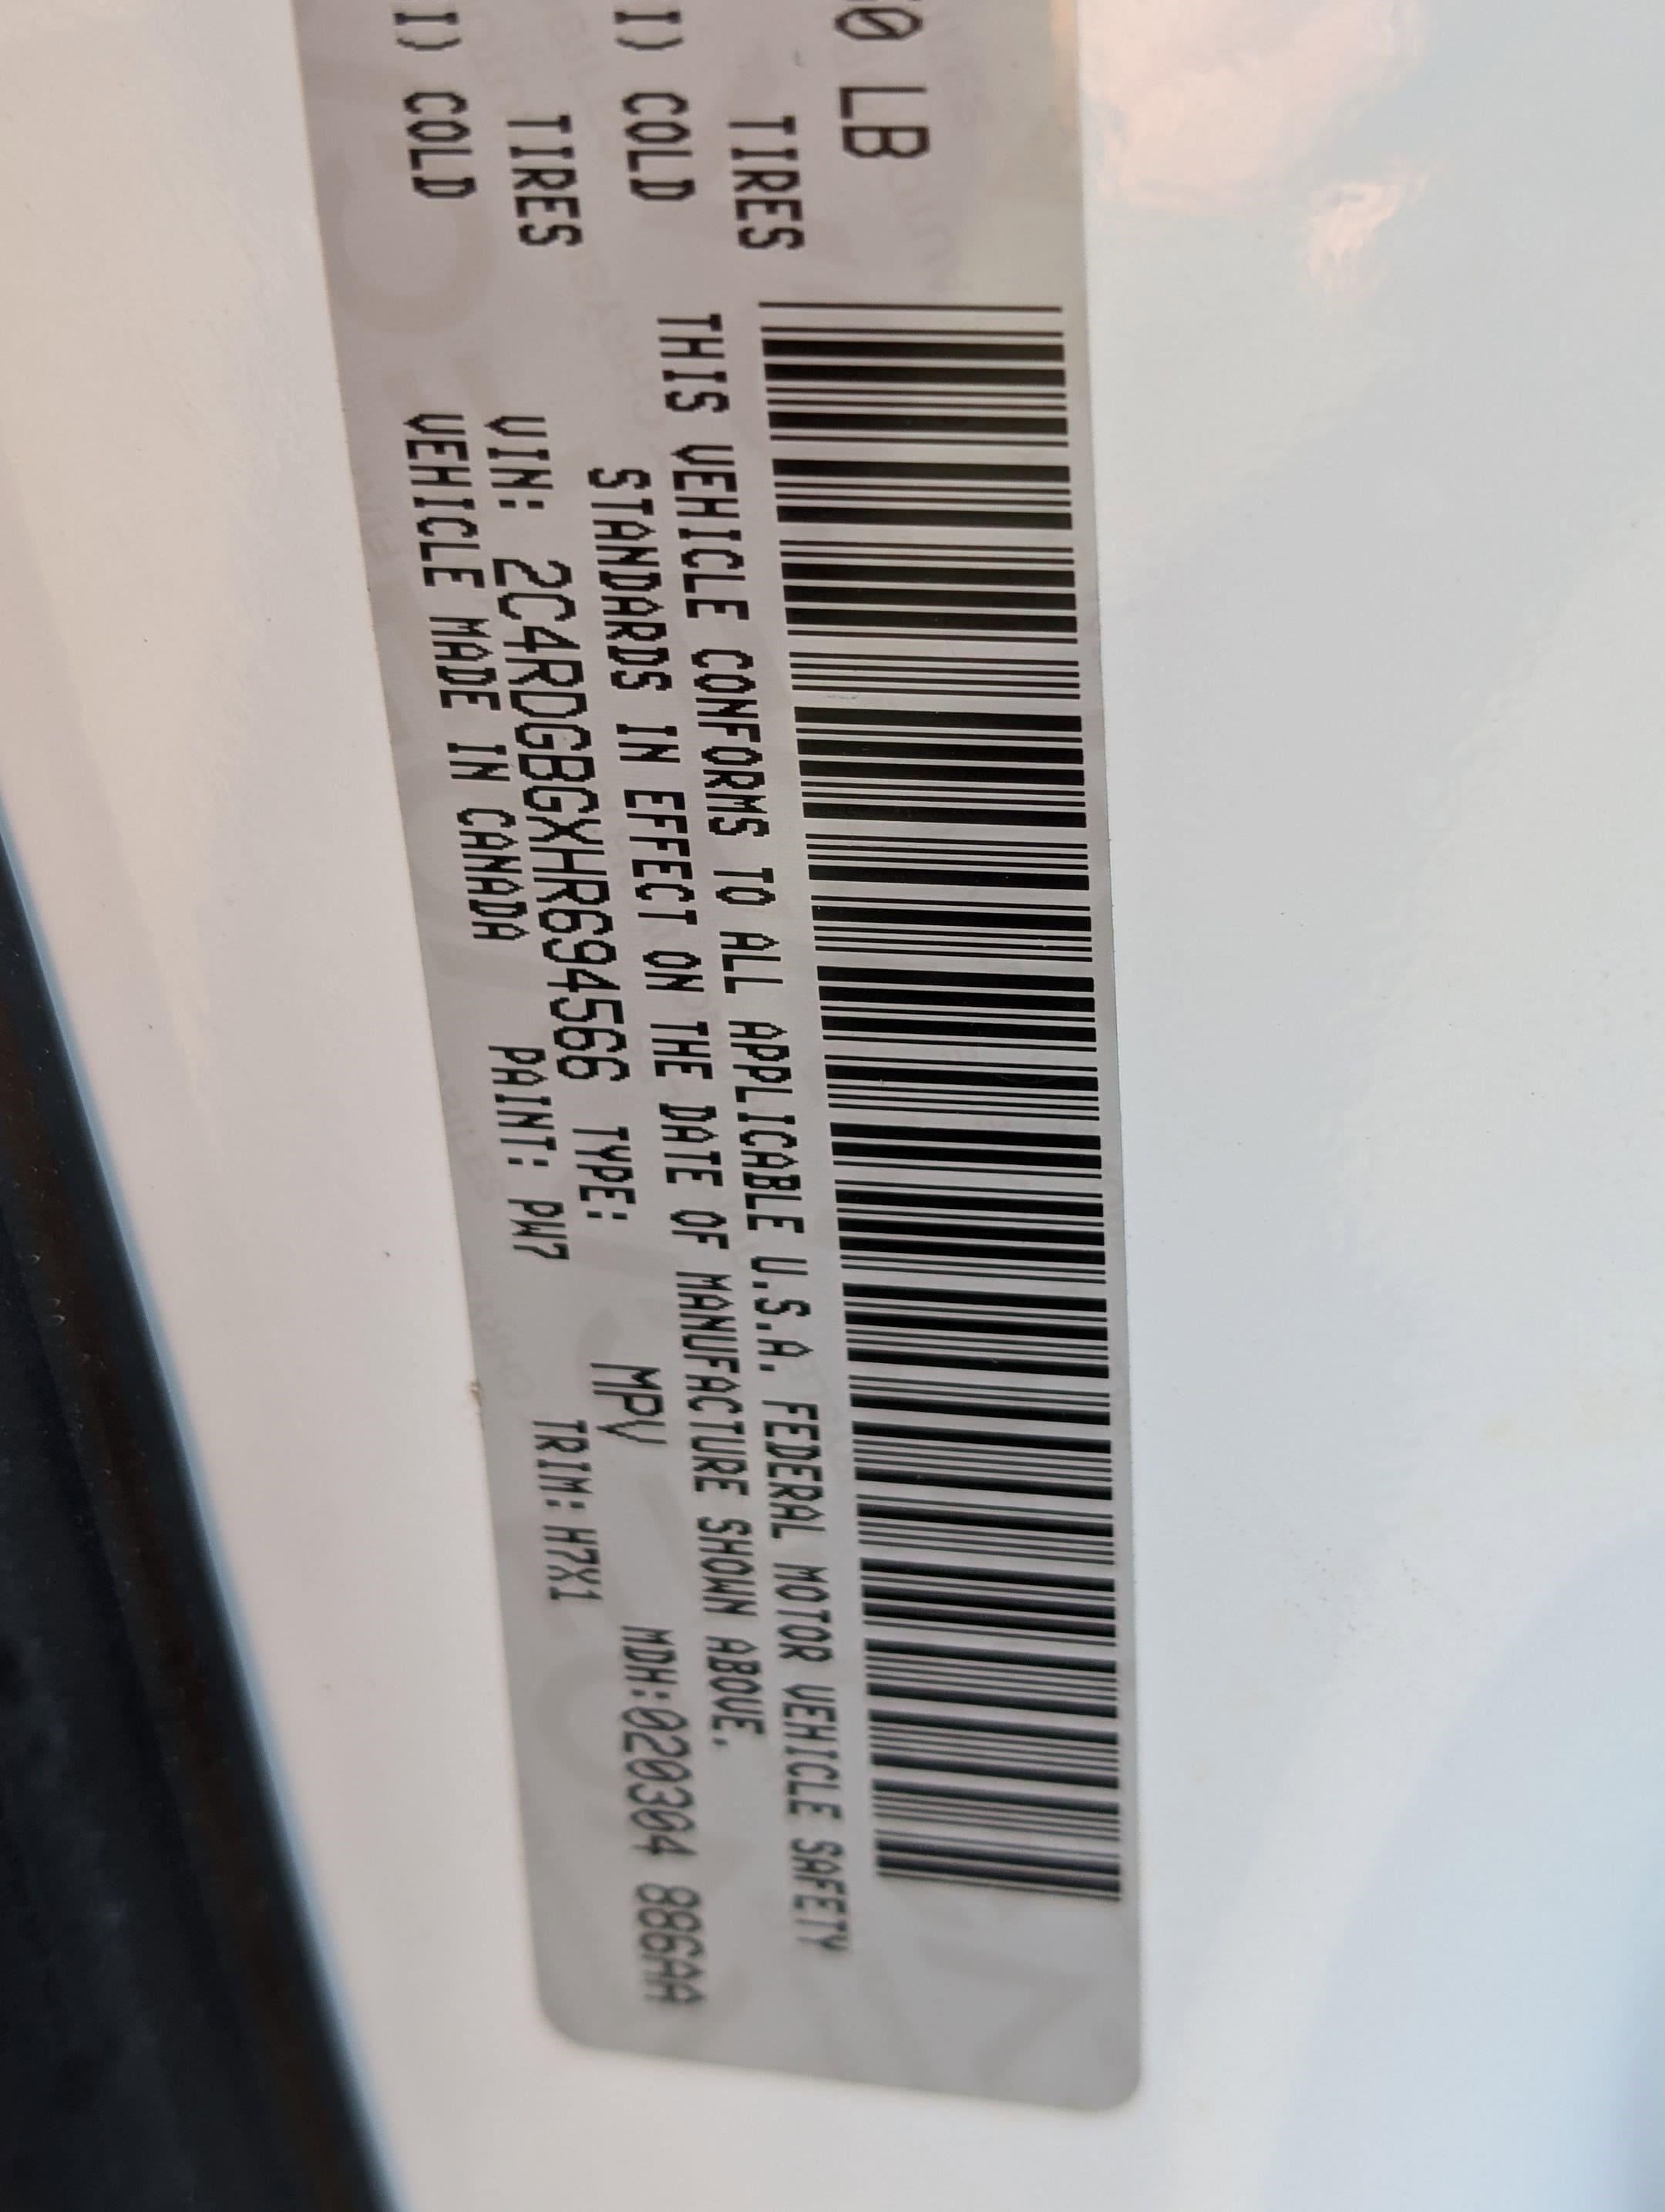 0 LB
TIRES
I) COLD
TIRES
I) COLD
THIS VEHICLE CONFORMS TO ALL APPLICABLE U.S.A. FEDERAL MOTOR VEHICLE SAFETY
STANDARDS IN EFFECT ON THE DATE OF MANUFACTURE SHOWN ABOVE.
VIN: 2C4RDGBGXHR694566 TYPE: MPV MDH:020304 886AA
VEHICLE MADE IN CANADA PAINT: PW7 TRIM: H7X1